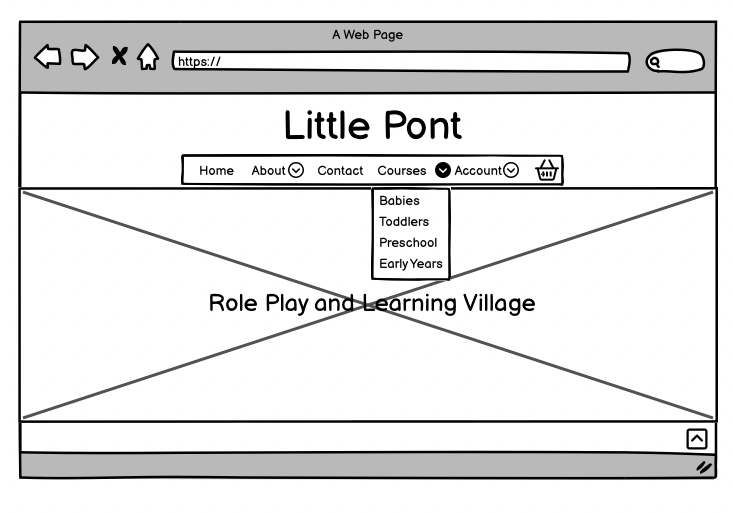 A Web Page
https://
Little Pont
Home About Contact Courses Account
Babies
Toddlers
Preschool
Early Years
Role Play and Learning Village